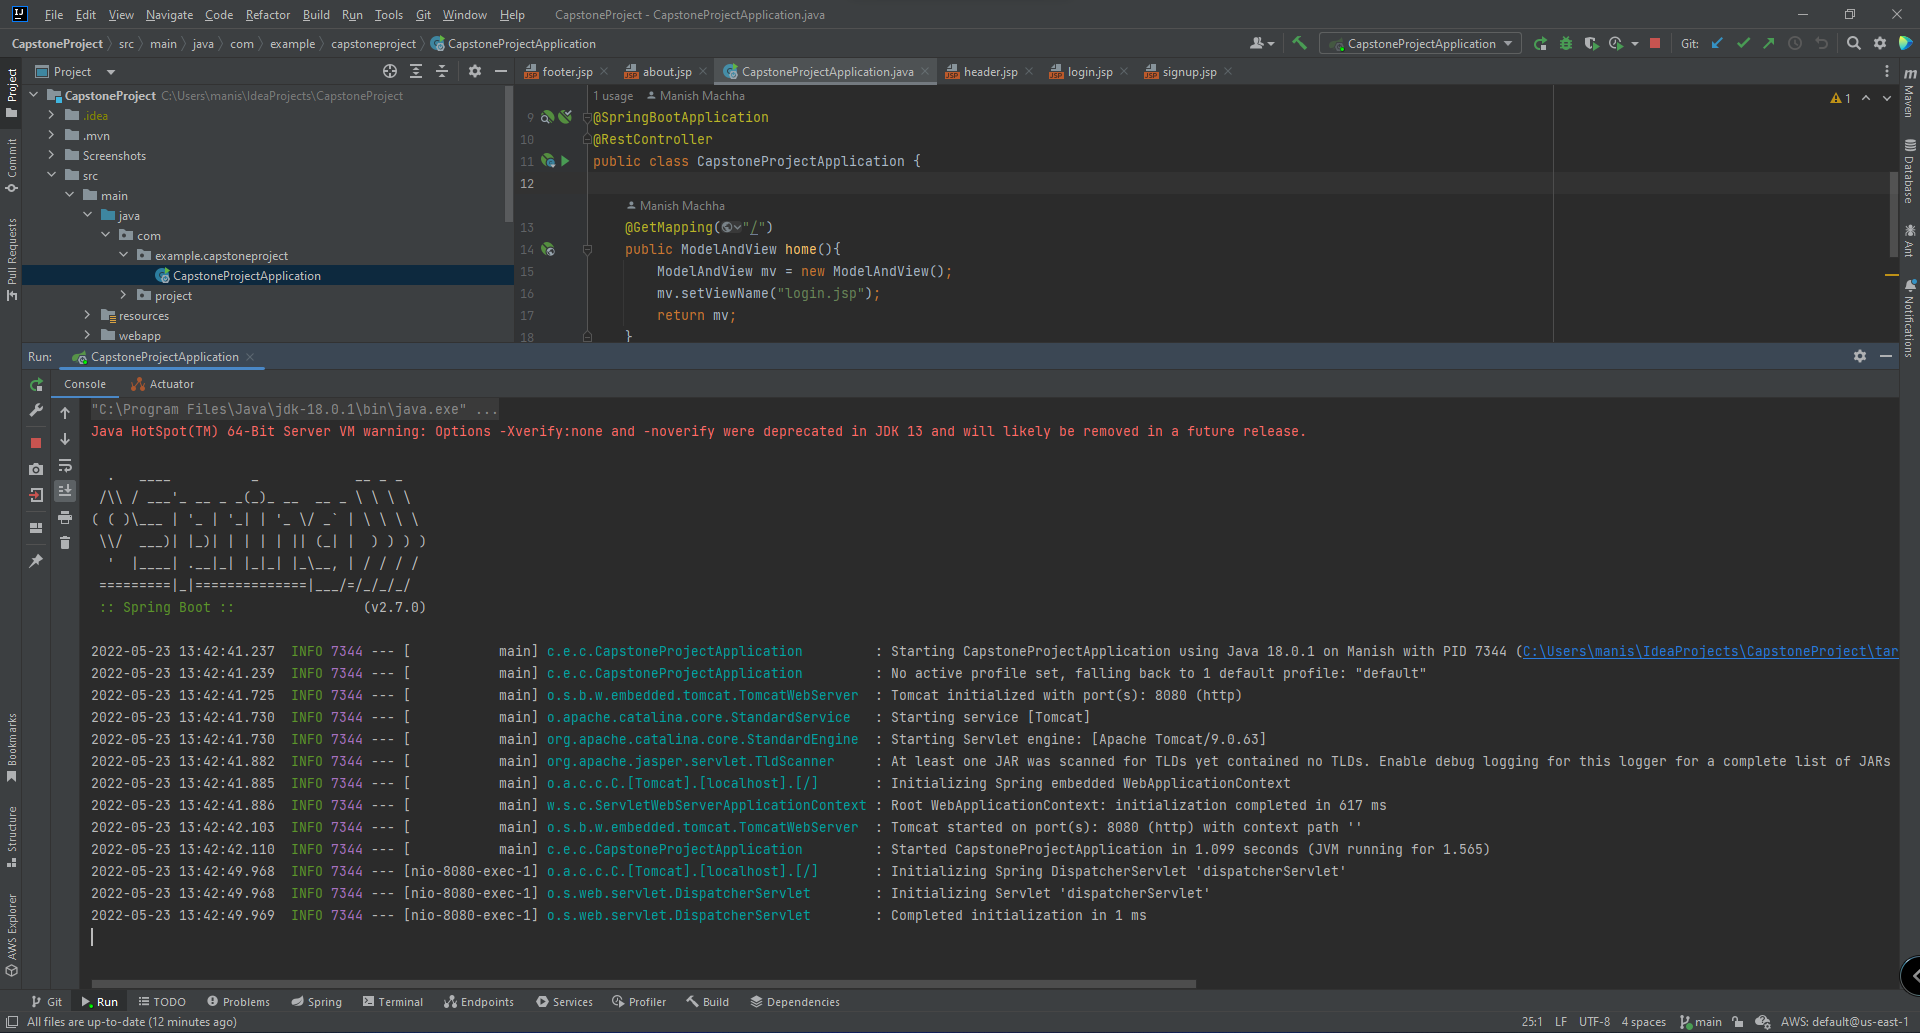 File Edit View Navigate Code Refactor Build Run Tools Git Window Help CapstoneProject - CapstoneProjectApplication.java
CapstoneProject src main java com example capstoneproject CapstoneProjectApplication CapstoneProjectApplication Git:
Project
footer.jsp about.jsp CapstoneProjectApplication.java header.jsp login.jsp signup.jsp
Project
Commit
Pull Requests
Bookmarks
Structure
AWS Explorer
CapstoneProject C:\Users\manis\IdeaProjects\CapstoneProject
.idea
.mvn
Screenshots
src
main
java
com
example.capstoneproject
CapstoneProjectApplication
project
resources
webapp
1 usage Manish Machha
1
9 @SpringBootApplication
10 @RestController
11 public class CapstoneProjectApplication {
12
Manish Machha
13 @GetMapping("/")
14 public ModelAndView home(){
15 ModelAndView mv = new ModelAndView();
16 mv.setViewName("login.jsp");
17 return mv;
18 }
Maven
Database
Ant
Notifications
Run: CapstoneProjectApplication
Console Actuator
"C:\Program Files\Java\jdk-18.0.1\bin\java.exe" ...
Java HotSpot(TM) 64-Bit Server VM warning: Options -Xverify:none and -noverify were deprecated in JDK 13 and will likely be removed in a future release.
  .   ____          _            __ _ _
 /\\ / ___'_ __ _ _(_)_ __  __ _ \ \ \ \
( ( )\___ | '_ | '_| | '_ \/ _` | \ \ \ \
 \\/  ___)| |_)| | | | | || (_| |  ) ) ) )
  '  |____| .__|_| |_|_| |_\__, | / / / /
 =========|_|==============|___/=/_/_/_/
 :: Spring Boot ::                (v2.7.0)
2022-05-23 13:42:41.237  INFO 7344 --- [           main] c.e.c.CapstoneProjectApplication         : Starting CapstoneProjectApplication using Java 18.0.1 on Manish with PID 7344 (C:\Users\manis\IdeaProjects\CapstoneProject\tar
2022-05-23 13:42:41.239  INFO 7344 --- [           main] c.e.c.CapstoneProjectApplication         : No active profile set, falling back to 1 default profile: "default"
2022-05-23 13:42:41.725  INFO 7344 --- [           main] o.s.b.w.embedded.tomcat.TomcatWebServer  : Tomcat initialized with port(s): 8080 (http)
2022-05-23 13:42:41.730  INFO 7344 --- [           main] o.apache.catalina.core.StandardService   : Starting service [Tomcat]
2022-05-23 13:42:41.730  INFO 7344 --- [           main] org.apache.catalina.core.StandardEngine  : Starting Servlet engine: [Apache Tomcat/9.0.63]
2022-05-23 13:42:41.882  INFO 7344 --- [           main] org.apache.jasper.servlet.TldScanner     : At least one JAR was scanned for TLDs yet contained no TLDs. Enable debug logging for this logger for a complete list of JARs
2022-05-23 13:42:41.885  INFO 7344 --- [           main] o.a.c.c.C.[Tomcat].[localhost].[/]       : Initializing Spring embedded WebApplicationContext
2022-05-23 13:42:41.886  INFO 7344 --- [           main] w.s.c.ServletWebServerApplicationContext : Root WebApplicationContext: initialization completed in 617 ms
2022-05-23 13:42:42.103  INFO 7344 --- [           main] o.s.b.w.embedded.tomcat.TomcatWebServer  : Tomcat started on port(s): 8080 (http) with context path ''
2022-05-23 13:42:42.110  INFO 7344 --- [           main] c.e.c.CapstoneProjectApplication         : Started CapstoneProjectApplication in 1.099 seconds (JVM running for 1.565)
2022-05-23 13:42:49.968  INFO 7344 --- [nio-8080-exec-1] o.a.c.c.C.[Tomcat].[localhost].[/]       : Initializing Spring DispatcherServlet 'dispatcherServlet'
2022-05-23 13:42:49.968  INFO 7344 --- [nio-8080-exec-1] o.s.web.servlet.DispatcherServlet        : Initializing Servlet 'dispatcherServlet'
2022-05-23 13:42:49.969  INFO 7344 --- [nio-8080-exec-1] o.s.web.servlet.DispatcherServlet        : Completed initialization in 1 ms
Git Run TODO Problems Spring Terminal Endpoints Services Profiler Build Dependencies
All files are up-to-date (12 minutes ago) 25:1 LF UTF-8 4 spaces main AWS: default@us-east-1